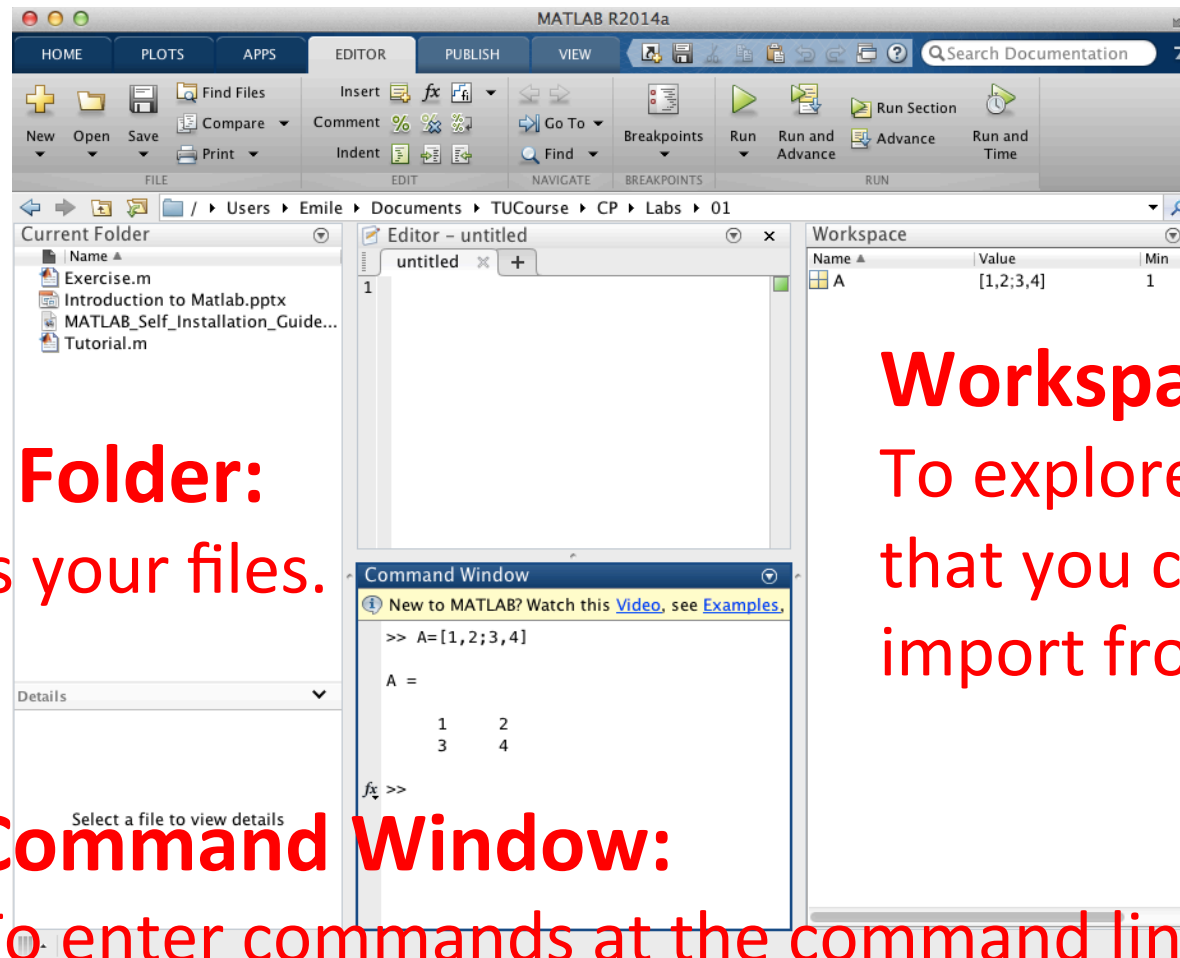 MATLAB R2014a
HOME PLOTS APPS EDITOR PUBLISH VIEW Search Documentation
New Open Save Find Files Compare Print
FILE
Insert fx
Comment
Indent
EDIT
Go To
Find
NAVIGATE
Breakpoints
BREAKPOINTS
Run Run and Advance Run Section Advance Run and Time
RUN
/ Users Emile Documents TUCourse CP Labs 01
Current Folder
Name
Exercise.m
Introduction to Matlab.pptx
MATLAB_Self_Installation_Guide...
Tutorial.m
Folder:
s your files.
Details
Select a file to view details
Editor – untitled
untitled
1
Command Window
New to MATLAB? Watch this Video, see Examples,
>> A=[1,2;3,4]
A =
1 2
3 4
fx >>
Workspace
Name Value Min
A [1,2;3,4] 1
Workspa
To explore
that you c
import fro
Command Window:
To enter commands at the command lin